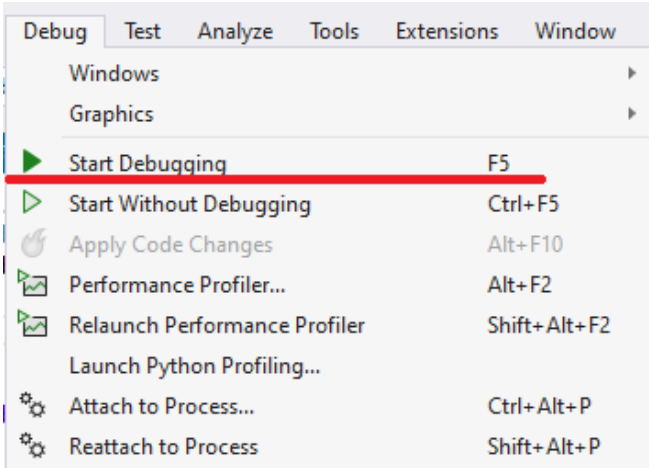 Debug Test Analyze Tools Extensions Window
Windows
Graphics
Start Debugging F5
Start Without Debugging Ctrl+F5
Apply Code Changes Alt+F10
Performance Profiler... Alt+F2
Relaunch Performance Profiler Shift+Alt+F2
Launch Python Profiling...
Attach to Process... Ctrl+Alt+P
Reattach to Process Shift+Alt+P